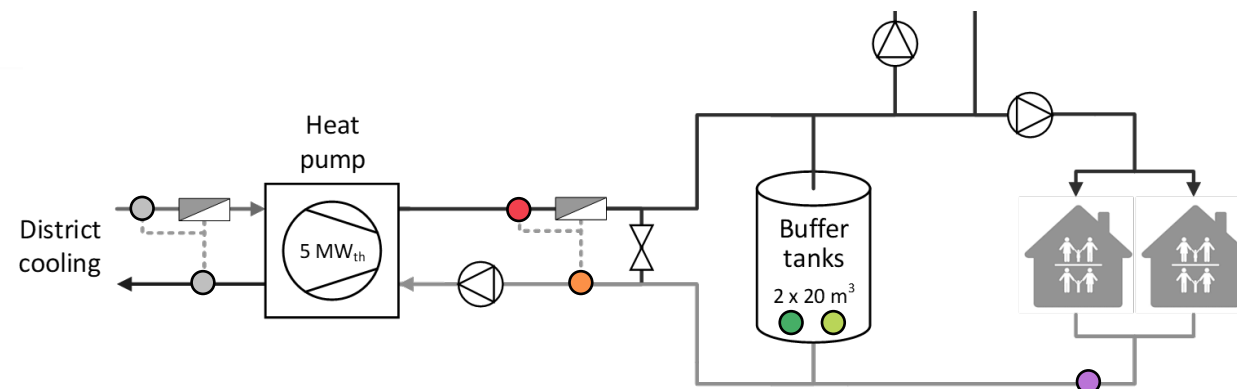 Heat
pump
District
cooling
5 MWth
Buffer
tanks
2 x 20 m³